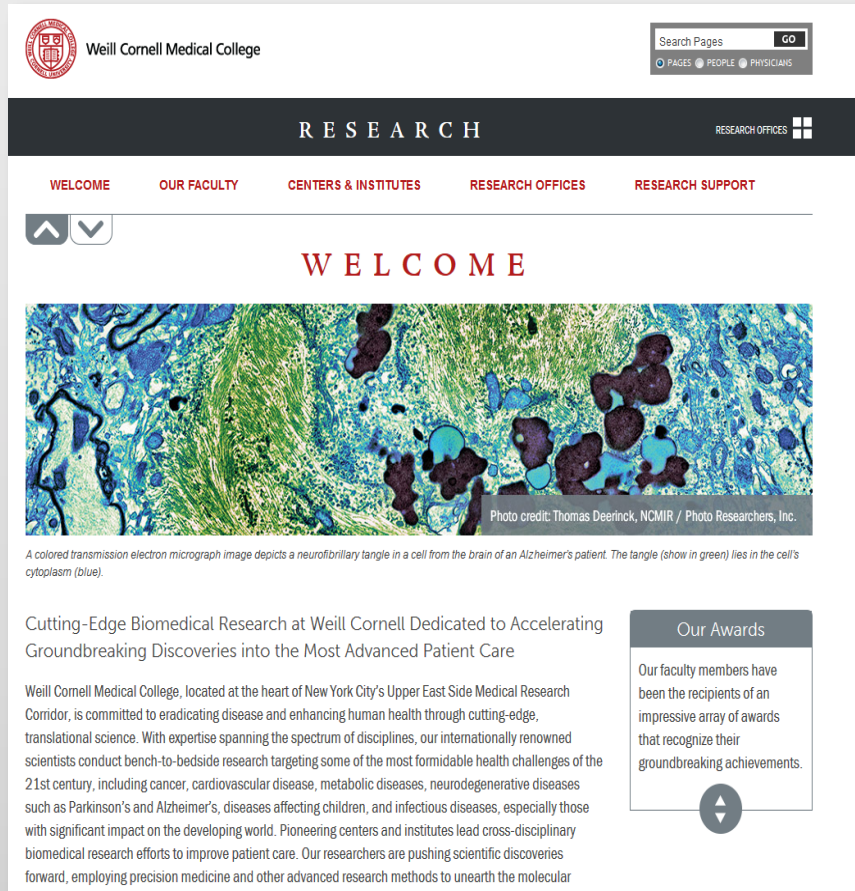 Weill Cornell Medical College
Search Pages GO
PAGES PEOPLE PHYSICIANS
RESEARCH
RESEARCH OFFICES
WELCOME OUR FACULTY CENTERS & INSTITUTES RESEARCH OFFICES RESEARCH SUPPORT
WELCOME
Photo credit: Thomas Deerinck, NCMIR / Photo Researchers, Inc.
A colored transmission electron micrograph image depicts a neurofibrillary tangle in a cell from the brain of an Alzheimer's patient. The tangle (show in green) lies in the cell's
cytoplasm (blue).
Cutting-Edge Biomedical Research at Weill Cornell Dedicated to Accelerating
Groundbreaking Discoveries into the Most Advanced Patient Care
Weill Cornell Medical College, located at the heart of New York City's Upper East Side Medical Research
Corridor, is committed to eradicating disease and enhancing human health through cutting-edge,
translational science. With expertise spanning the spectrum of disciplines, our internationally renowned
scientists conduct bench-to-bedside research targeting some of the most formidable health challenges of the
21st century, including cancer, cardiovascular disease, metabolic diseases, neurodegenerative diseases
such as Parkinson's and Alzheimer's, diseases affecting children, and infectious diseases, especially those
with significant impact on the developing world. Pioneering centers and institutes lead cross-disciplinary
biomedical research efforts to improve patient care. Our researchers are pushing scientific discoveries
forward, employing precision medicine and other advanced research methods to unearth the molecular
Our Awards
Our faculty members have
been the recipients of an
impressive array of awards
that recognize their
groundbreaking achievements.